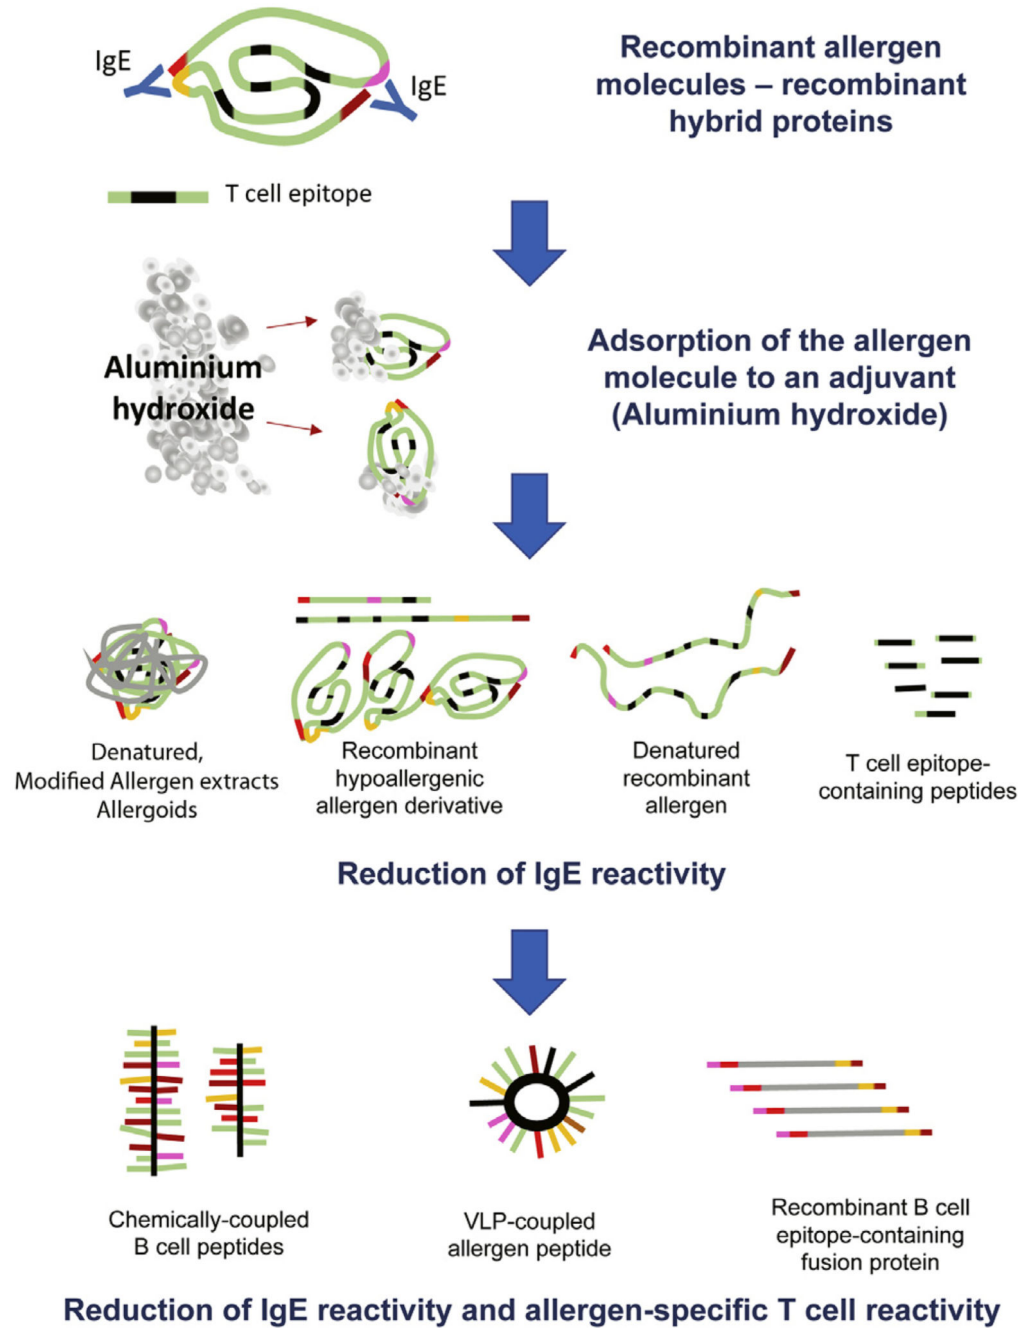 IgE
IgE
Recombinant allergen
molecules – recombinant
hybrid proteins
T cell epitope
Aluminium
hydroxide
Adsorption of the allergen
molecule to an adjuvant
(Aluminium hydroxide)
Denatured,
Modified Allergen extracts
Allergoids
Recombinant
hypoallergenic
allergen derivative
Denatured
recombinant
allergen
T cell epitope-
containing peptides
Reduction of IgE reactivity
Chemically-coupled
B cell peptides
VLP-coupled
allergen peptide
Recombinant B cell
epitope-containing
fusion protein
Reduction of IgE reactivity and allergen-specific T cell reactivity